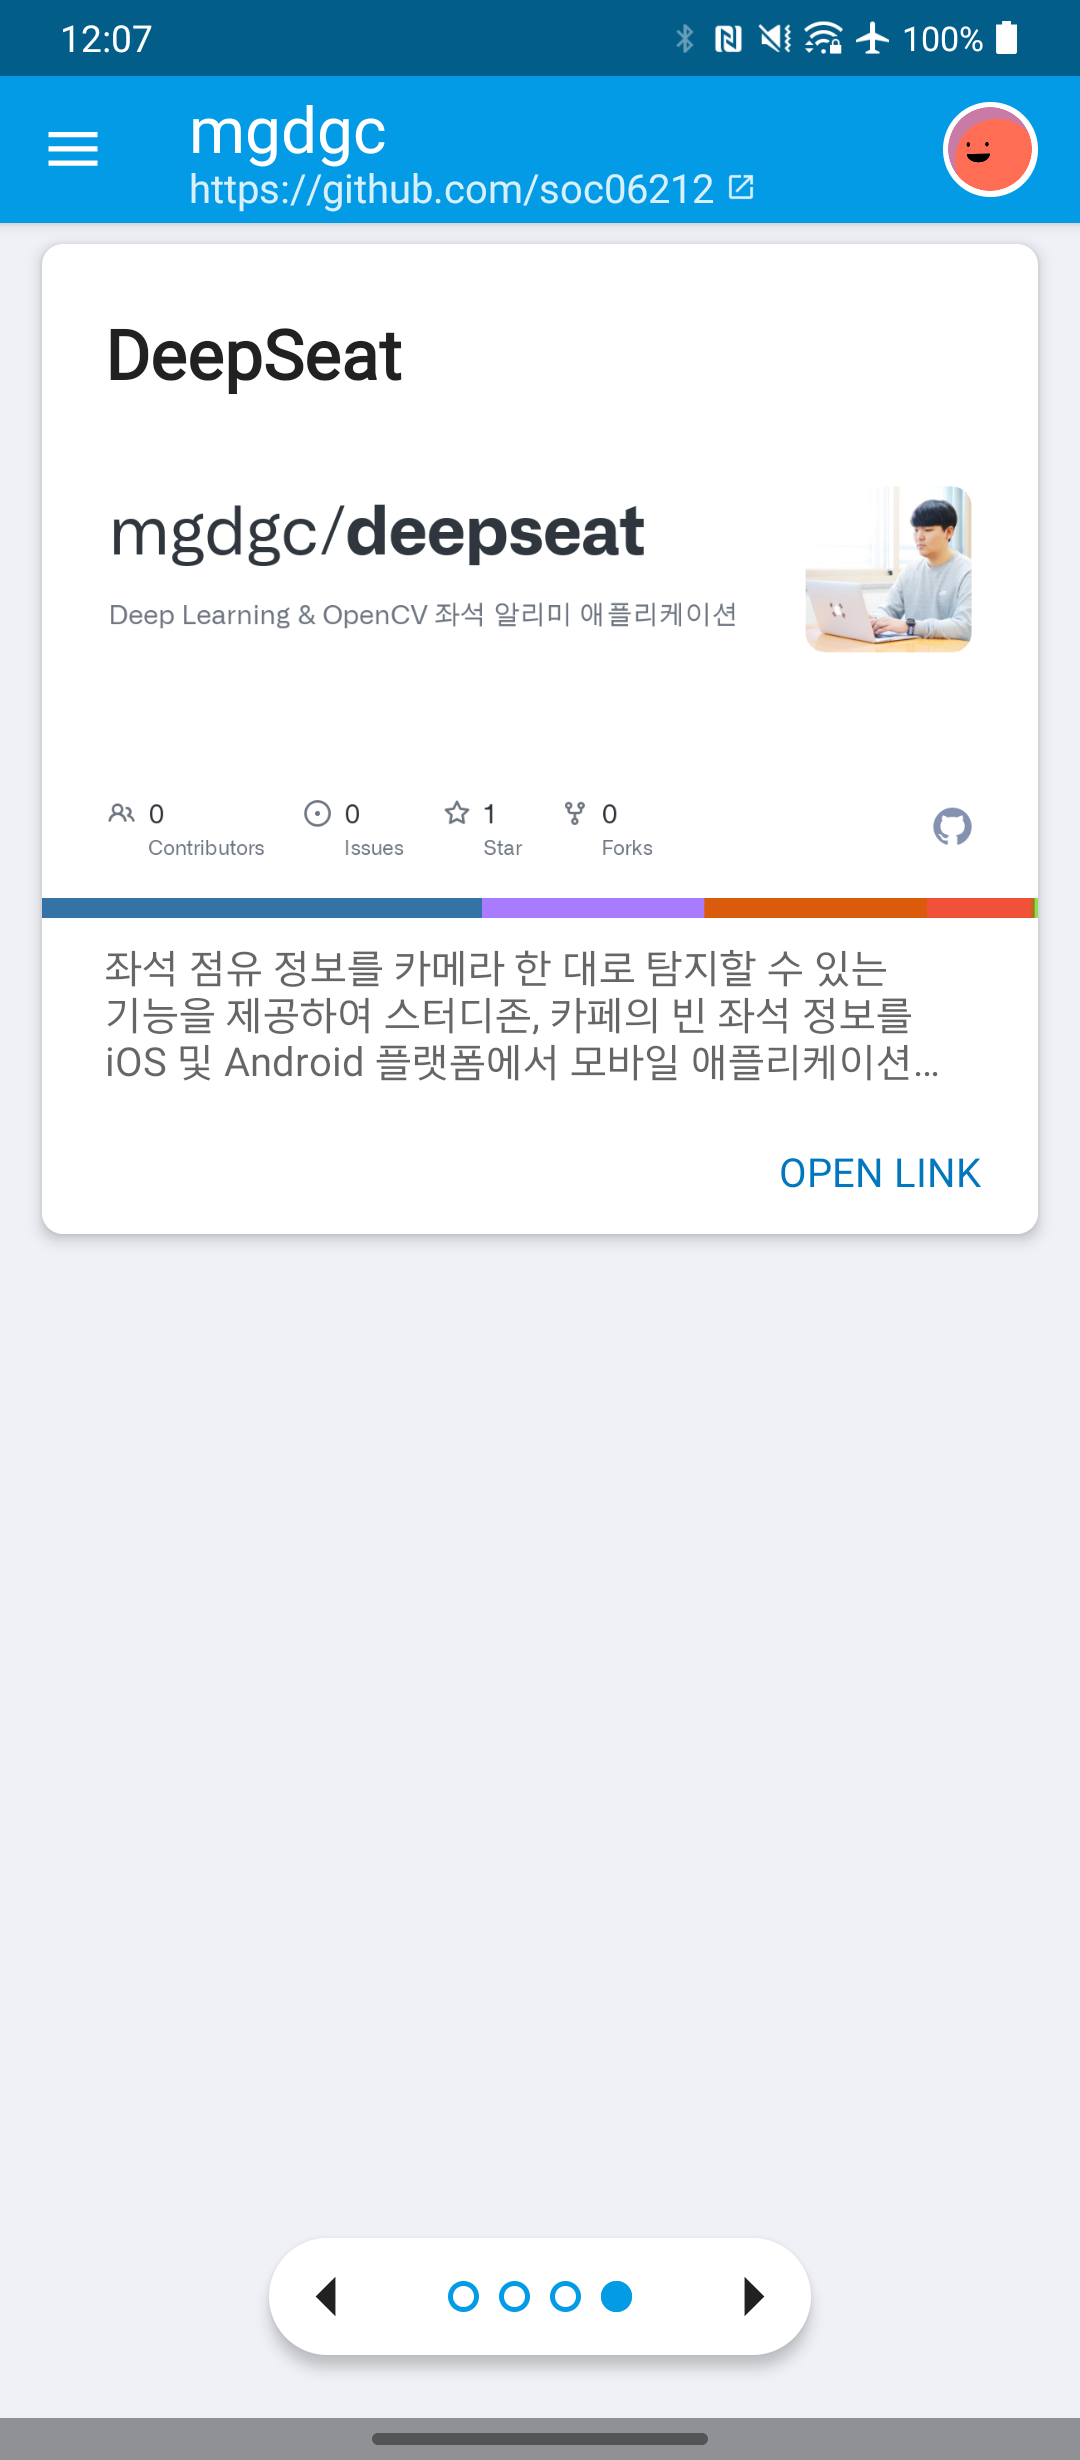 12:07
100%
mgdgc
https://github.com/soc06212
DeepSeat
mgdgc/deepseat
Deep Learning & OpenCV 좌석 알리미 애플리케이션
0 Contributors
0 Issues
1 Star
0 Forks
좌석 점유 정보를 카메라 한 대로 탐지할 수 있는
기능을 제공하여 스터디존, 카페의 빈 좌석 정보를
iOS 및 Android 플랫폼에서 모바일 애플리케이션...
OPEN LINK